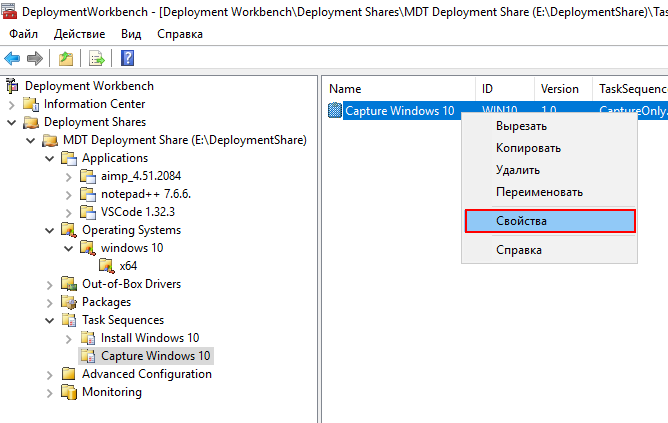 DeploymentWorkbench - [Deployment Workbench\Deployment Shares\MDT Deployment Share (E:\DeploymentShare)\Tas
Файл Действие Вид Справка
Deployment Workbench
Information Center
Deployment Shares
MDT Deployment Share (E:\DeploymentShare)
Applications
aimp_4.51.2084
notepad++ 7.6.6.
VSCode 1.32.3
Operating Systems
windows 10
x64
Out-of-Box Drivers
Packages
Task Sequences
Install Windows 10
Capture Windows 10
Advanced Configuration
Monitoring
Name ID Version TaskSequenc
Capture Windows 10 WIN10 1.0 CaptureOnly.
Вырезать
Копировать
Удалить
Переименовать
Свойства
Справка